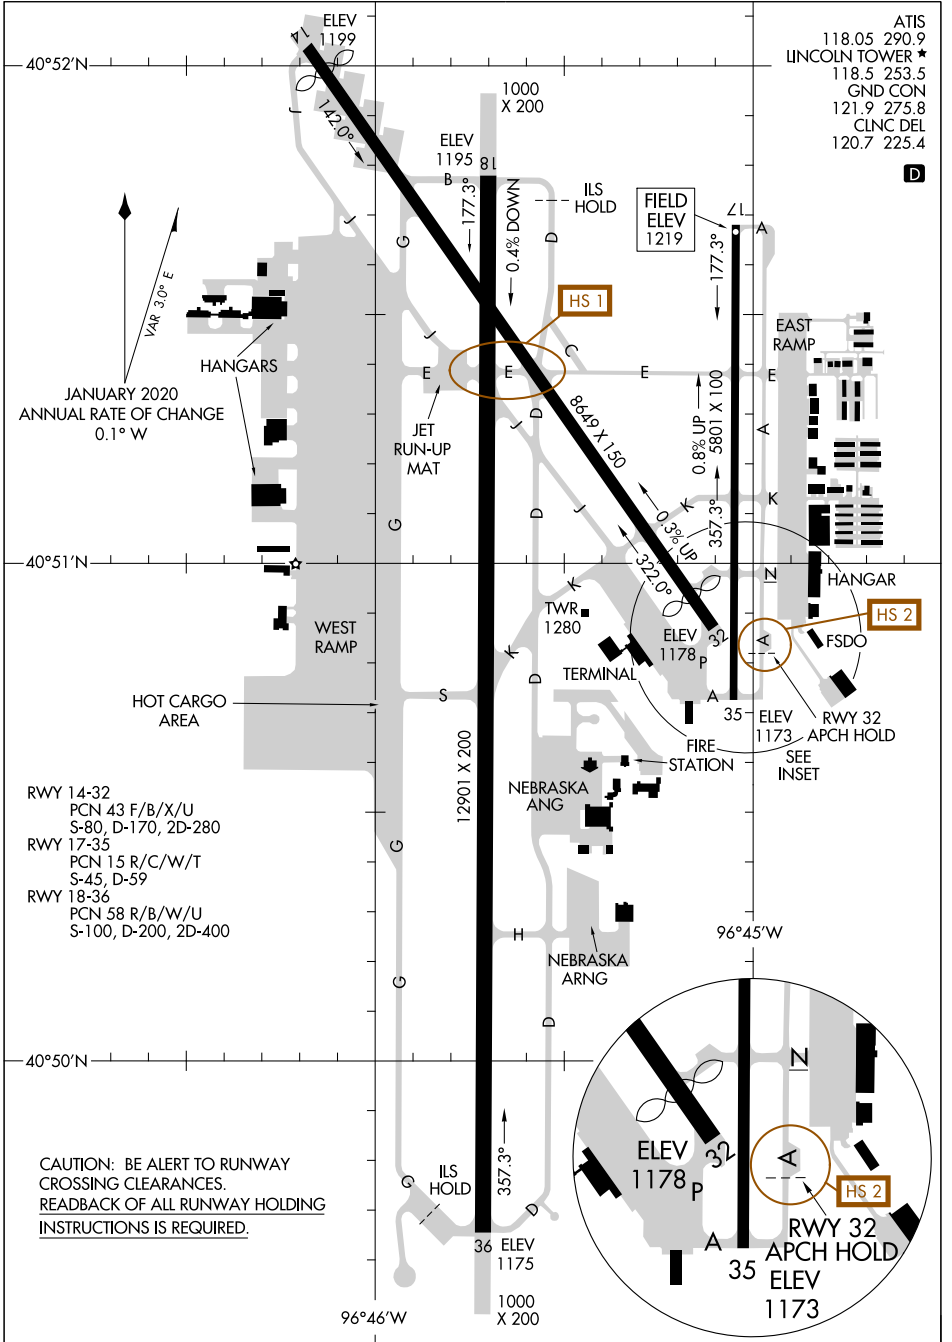 ATIS
118.05 290.9
LINCOLN TOWER ★
118.5 253.5
GND CON
121.9 275.8
CLNC DEL
120.7 225.4
D
ELEV
1199
14
40°52'N
142.0°
J
1000
X 200
ELEV
1195
18
B
177.3°
0.4% DOWN
ILS
HOLD
FIELD
ELEV
1219
17
A
177.3°
VAR 3.0° E
JANUARY 2020
ANNUAL RATE OF CHANGE
0.1° W
HANGARS
G
J
D
HS 1
C
EAST
RAMP
J
E
E
E
E
JET
RUN-UP
MAT
J
D
8649 X 150
0.8% UP
5801 X 100
A
G
D
J
K
0.3% UP
357.3°
K
40°51'N
322.0°
N
HANGAR
K
TWR
1280
WEST
RAMP
ELEV
1178
P
32
A
HS 2
FSDO
K
TERMINAL
D
S
A
35
ELEV
1173
RWY 32
APCH HOLD
HOT CARGO
AREA
FIRE
STATION
SEE
INSET
12901 X 200
NEBRASKA
ANG
RWY 14-32
PCN 43 F/B/X/U
S-80, D-170, 2D-280
RWY 17-35
PCN 15 R/C/W/T
S-45, D-59
RWY 18-36
PCN 58 R/B/W/U
S-100, D-200, 2D-400
G
H
96°45'W
NEBRASKA
ARNG
G
D
40°50'N
357.3°
CAUTION: BE ALERT TO RUNWAY
CROSSING CLEARANCES.
READBACK OF ALL RUNWAY HOLDING
INSTRUCTIONS IS REQUIRED.
ILS
HOLD
G
D
36
ELEV
1175
96°46'W
1000
X 200
N
ELEV
1178
P
32
A
HS 2
RWY 32
APCH HOLD
A
35
ELEV
1173